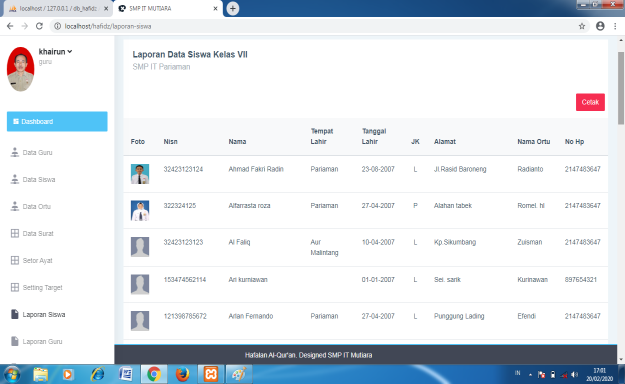 localhost / 127.0.0.1 / db_hafidz
SMP IT MUTIARA
localhost/hafidz/laporan-siswa
khairun
guru
Dashboard
Data Guru
Data Siswa
Data Ortu
Data Surat
Setor Ayat
Setting Target
Laporan Siswa
Laporan Guru
Laporan Data Siswa Kelas VII
SMP IT Pariaman
Cetak
Foto Nisn Nama Tempat Lahir Tanggal Lahir JK Alamat Nama Ortu No Hp
32423123124 Ahmad Fakri Radin Pariaman 23-08-2007 L Jl.Rasid Baroneng Radianto 2147483647
322324125 Alfarrasta roza Pariaman 27-04-2007 P Alahan tabek Romel. hl 2147483647
32423123123 Al Faliq Aur Malintang 10-04-2007 L Kp.Sikumbang Zuisman 2147483647
153474562114 Ari kurniawan 01-01-2007 L Sei. sarik Kurinawan 897654321
121398785672 Arlan Fernando Pariaman 27-04-2007 L Punggung Lading Efendi 2147483647
Hafalan Al-Qur'an. Designed SMP IT Mutiara
IN
17:01
20/02/2020